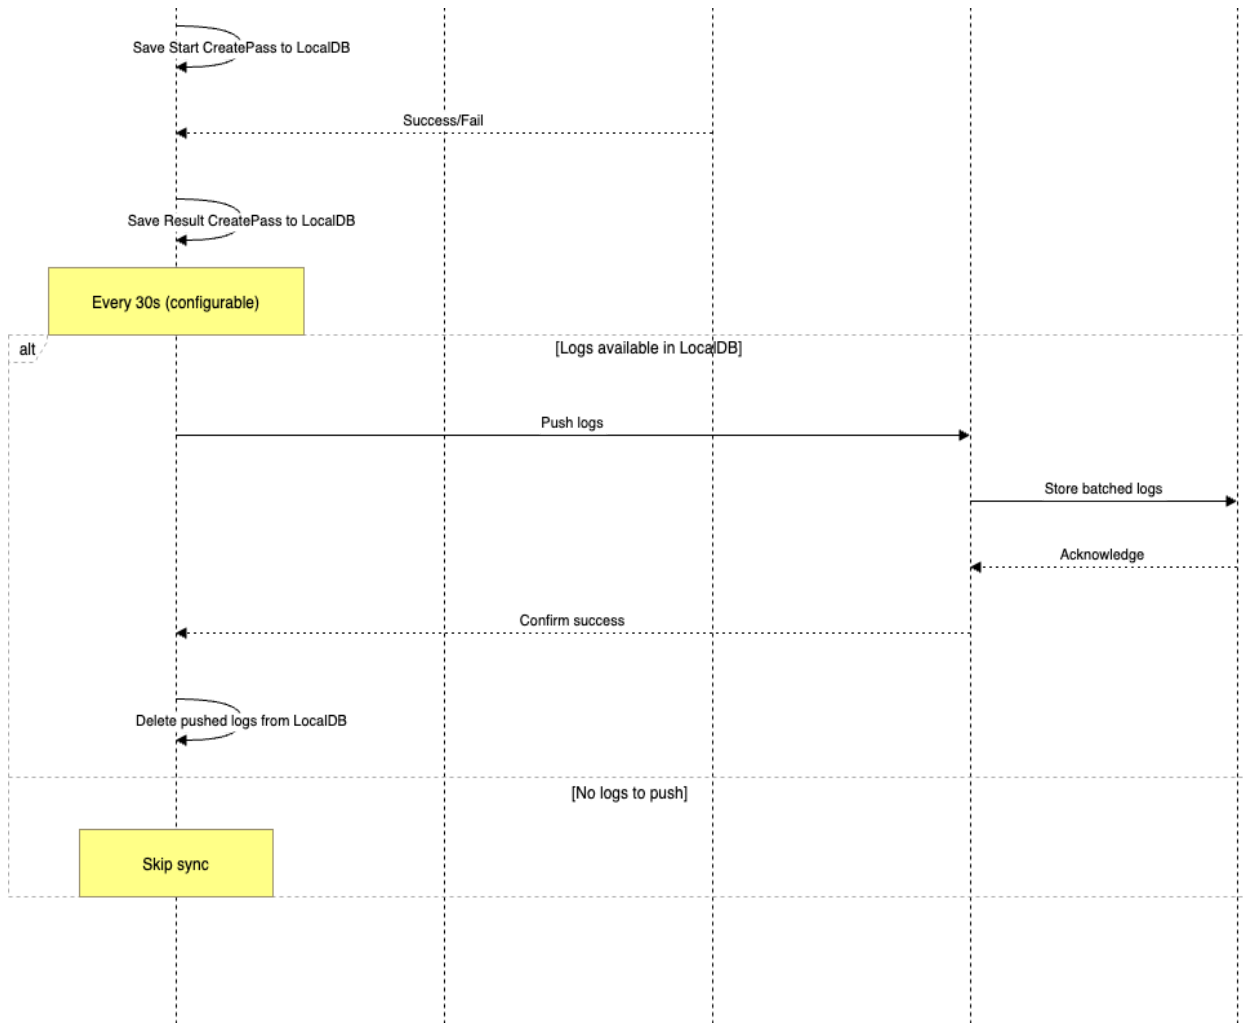 Save Start CreatePass to LocalDB
Success/Fail
Save Result CreatePass to LocalDB
Every 30s (configurable)
alt
[Logs available in LocalDB]
Push logs
Store batched logs
Acknowledge
Confirm success
Delete pushed logs from LocalDB
[No logs to push]
Skip sync